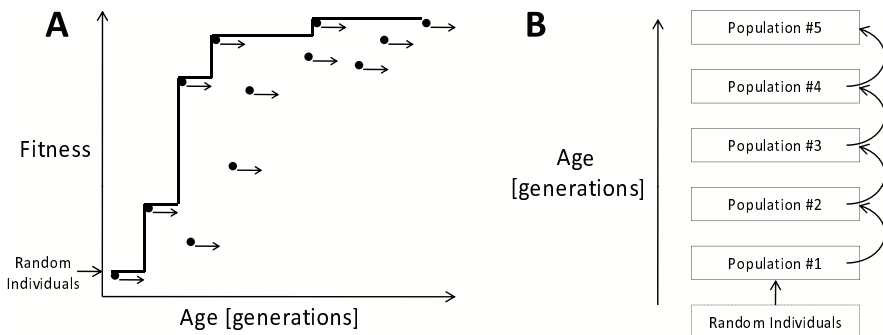 A
Fitness
Random
Individuals
Age [generations]
B
Age
[generations]
Population #5
Population #4
Population #3
Population #2
Population #1
Random Individuals